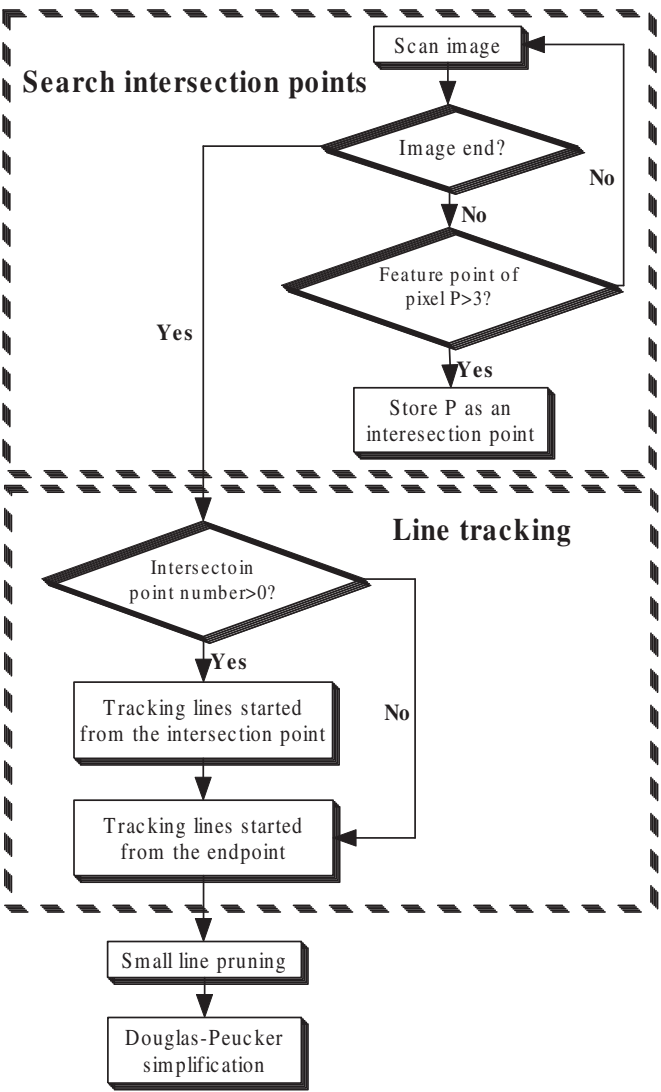 Scan image
Search intersection points
Image end?
No
No
Feature point of
pixel P>3?
Yes
Yes
Store P as an
interesection point
Line tracking
Intersectoin
point number>0?
Yes
No
Tracking lines started
from the intersection point
Tracking lines started
from the endpoint
Small line pruning
Douglas-Peucker
simplification